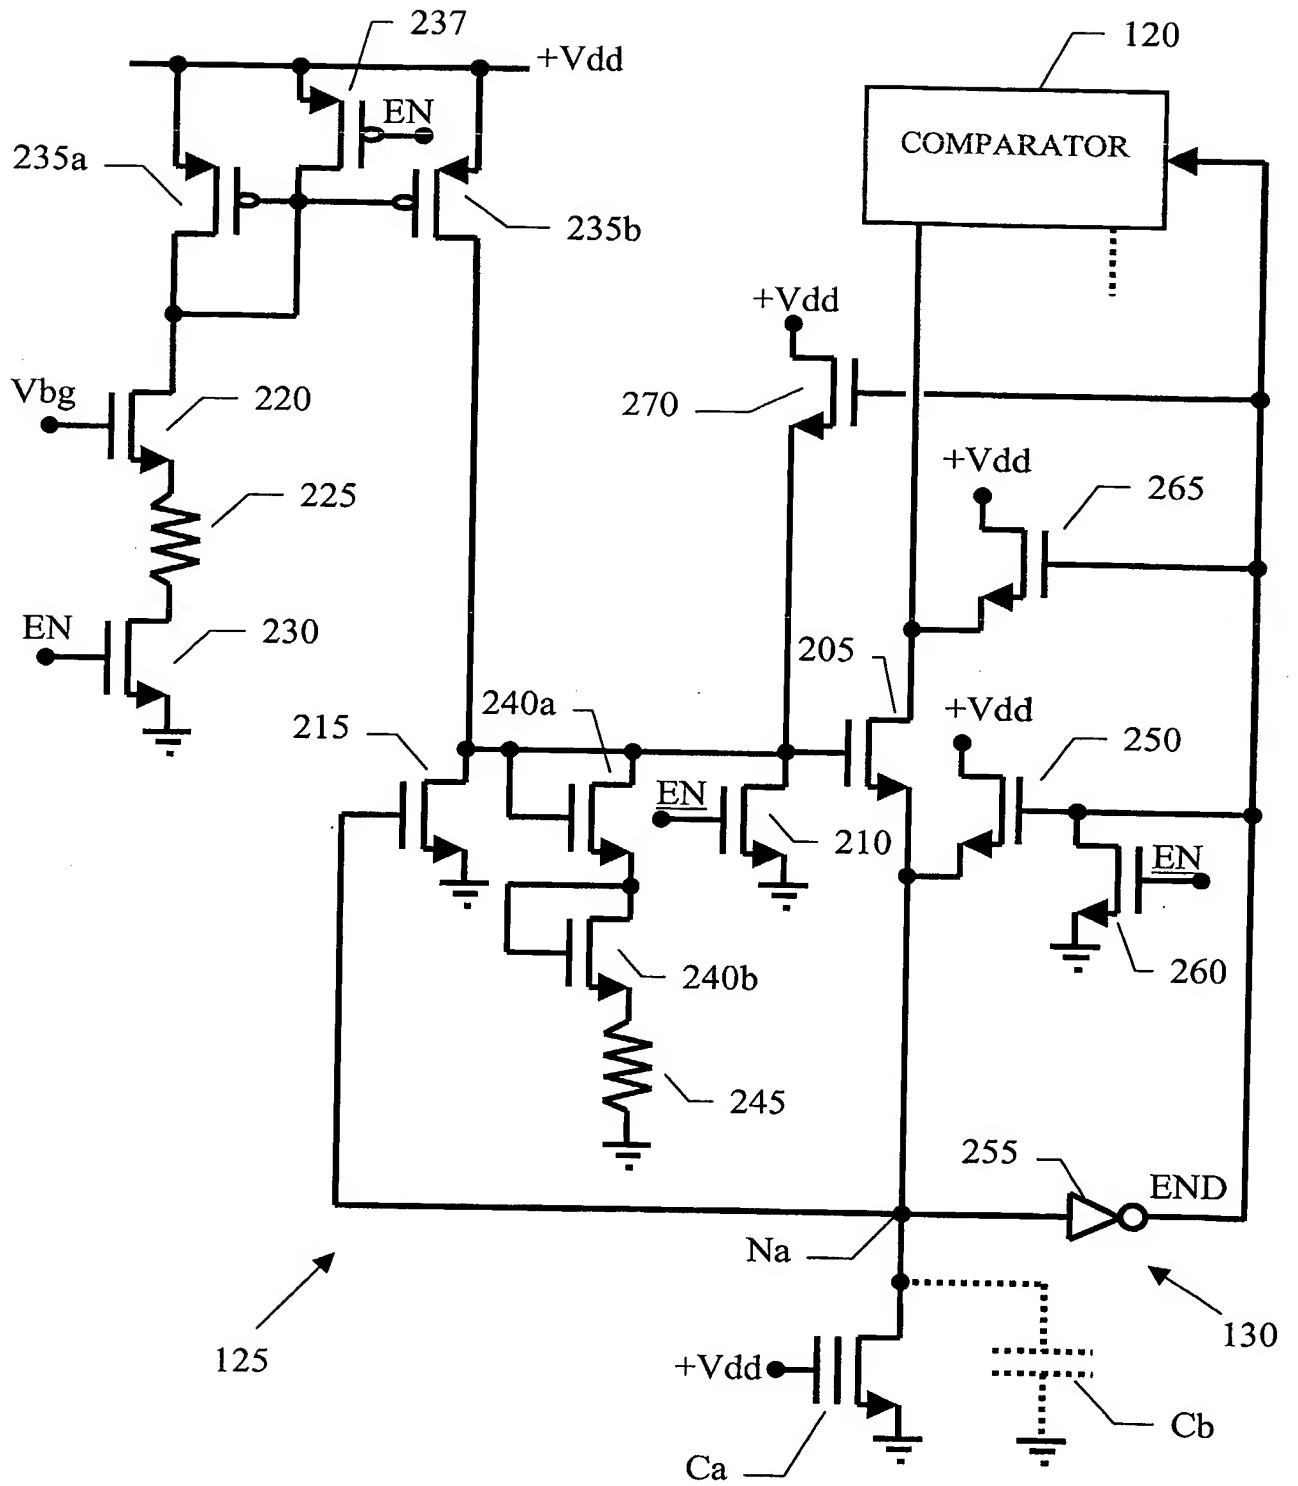 237
120
+Vdd
EN
COMPARATOR
235a
235b
+Vdd
Vbg
220
270
+Vdd
265
225
EN
230
205
240a
+Vdd
215
250
EN
210
EN
240b
260
245
255
END
Na
125
130
+Vdd
Cb
Ca